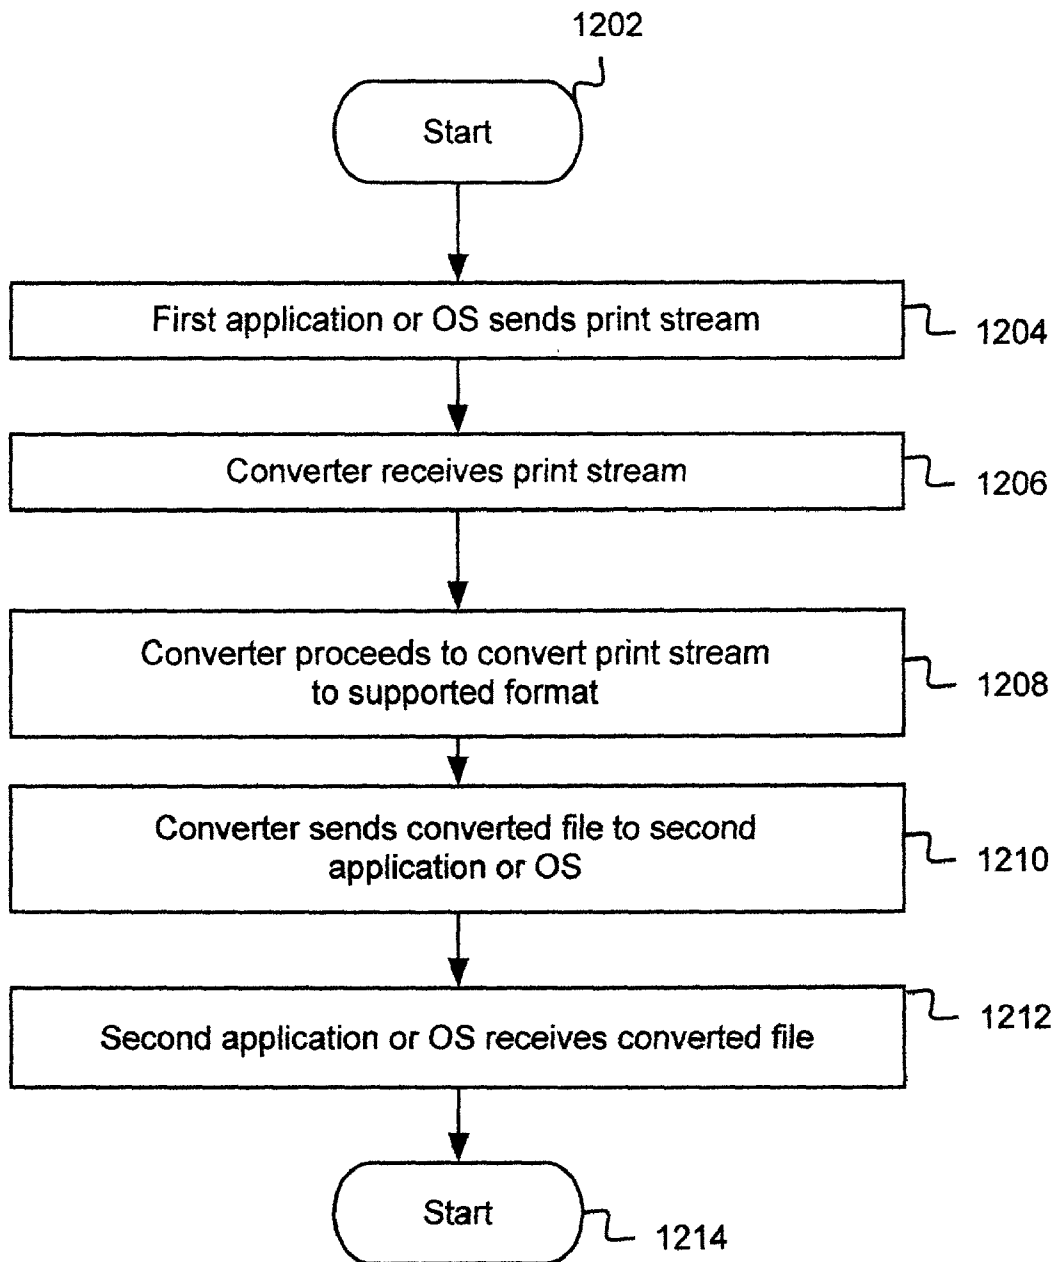 1202
Start
First application or OS sends print stream
1204
Converter receives print stream
1206
Converter proceeds to convert print stream
to supported format
1208
Converter sends converted file to second
application or OS
1210
Second application or OS receives converted file
1212
Start
1214